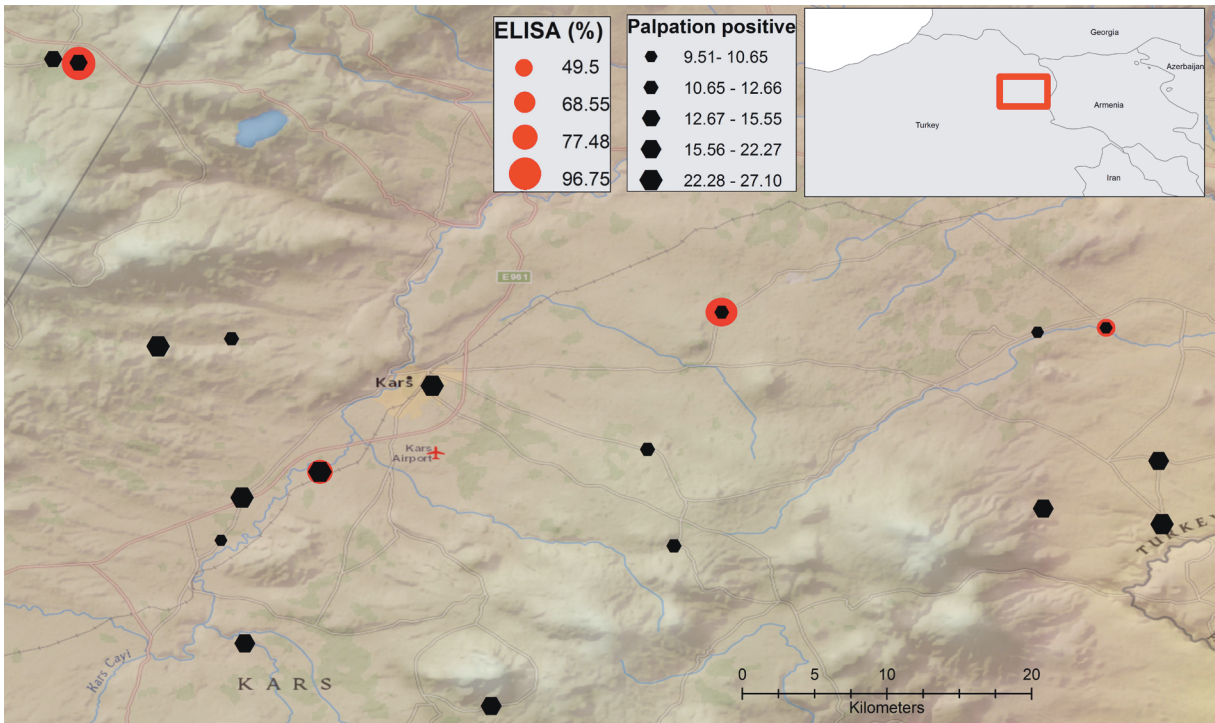 ELISA (%)
49.5
68.55
77.48
96.75
Palpation positive
9.51- 10.65
10.65 - 12.66
12.67 - 15.55
15.56 - 22.27
22.28 - 27.10
Georgia
Azerbaijan
Armenia
Turkey
Iran
E 961
Kars
Kars
Airport
TURKEY
Kars Cayi
KARS
0 5 10 20
Kilometers